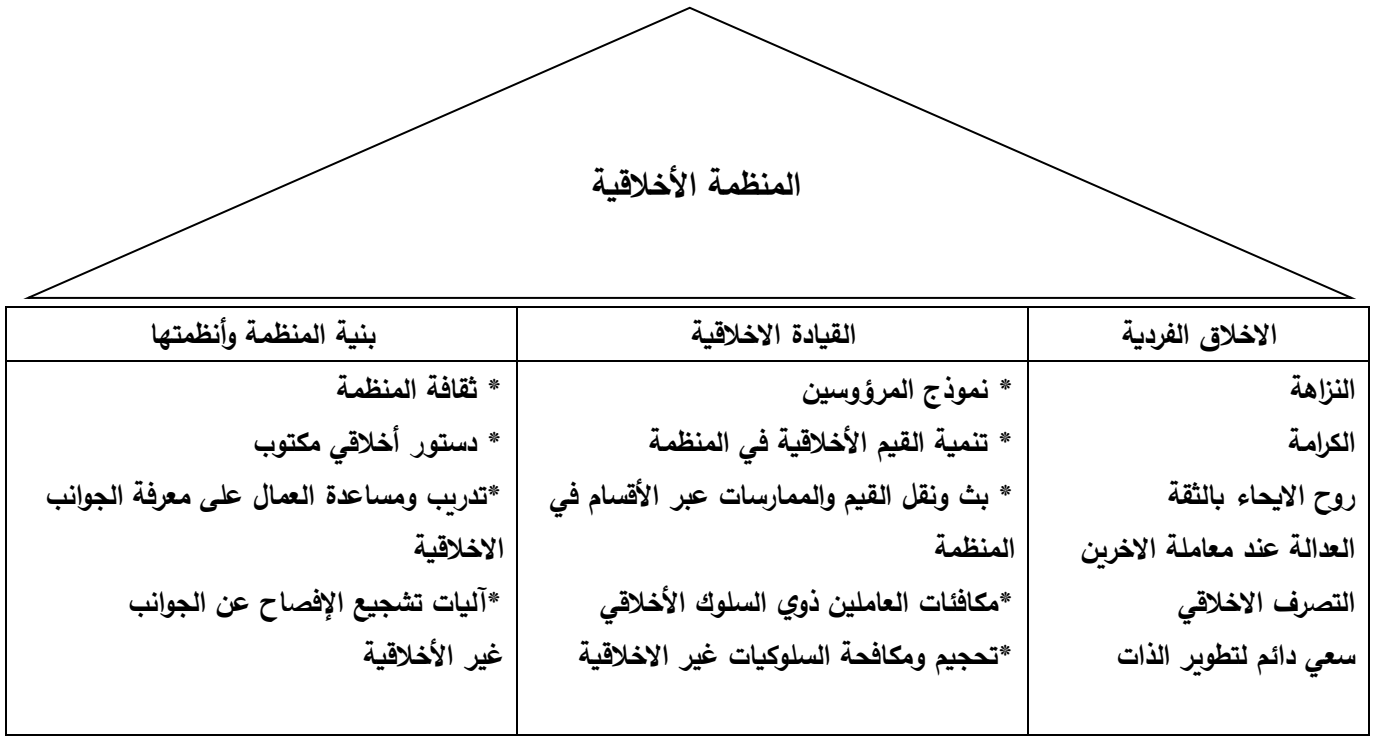 المنظمة الأخلاقية
الاخلاق الفردية
النزاهة
الكرامة
روح الايحاء بالثقة
العدالة عند معاملة الاخرين
التصرف الاخلاقي
سعي دائم لتطوير الذات
القيادة الاخلاقية
* نموذج المرؤوسين
* تنمية القيم الأخلاقية في المنظمة
* بث ونقل القيم والممارسات عبر الأقسام في
المنظمة
*مكافئات العاملين ذوي السلوك الأخلاقي
*تحجيم ومكافحة السلوكيات غير الاخلاقية
بنية المنظمة وأنظمتها
* ثقافة المنظمة
* دستور أخلاقي مكتوب
*تدريب ومساعدة العمال على معرفة الجوانب
الاخلاقية
*آليات تشجيع الإفصاح عن الجوانب
غير الأخلاقية